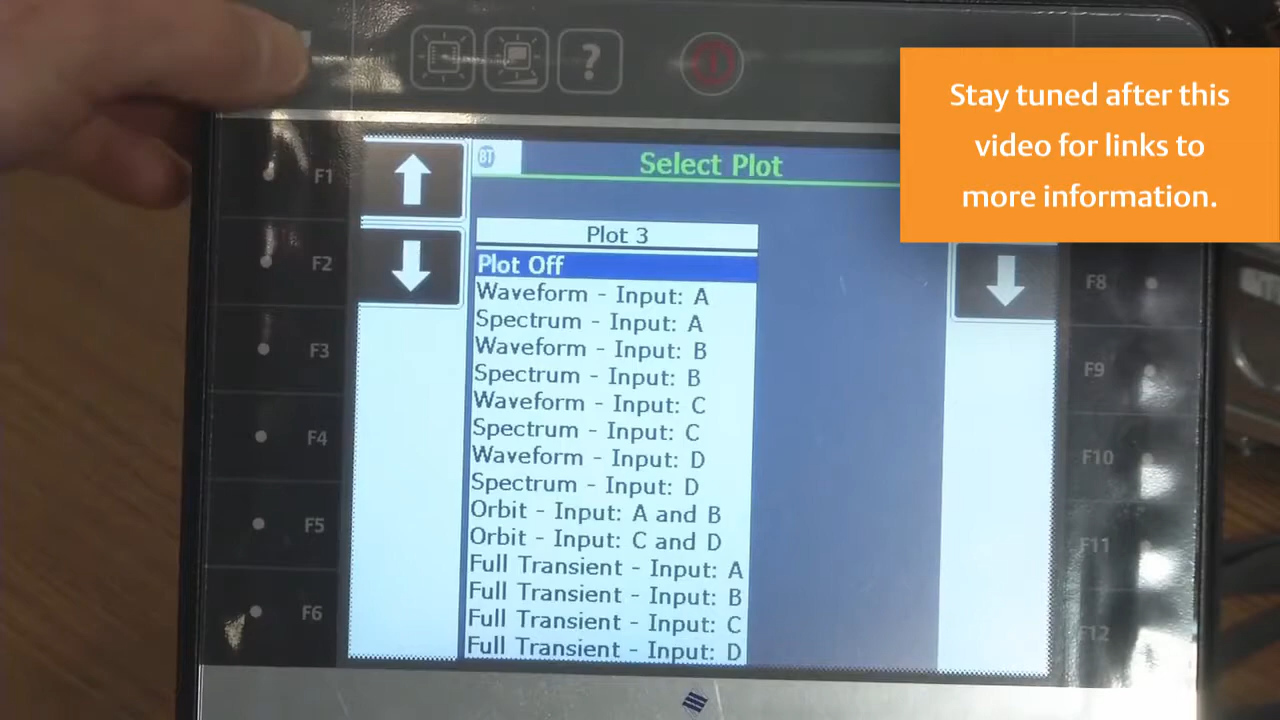 ?
Stay tuned after this
video for links to
more information.
BT
Select Plot
F1
F2
F3
F4
F5
F6
Plot 3
Plot Off
Waveform - Input: A
Spectrum - Input: A
Waveform - Input: B
Spectrum - Input: B
Waveform - Input: C
Spectrum - Input: C
Waveform - Input: D
Spectrum - Input: D
Orbit - Input: A and B
Orbit - Input: C and D
Full Transient - Input: A
Full Transient - Input: B
Full Transient - Input: C
Full Transient - Input: D
F8
F9
F10
F11
F12